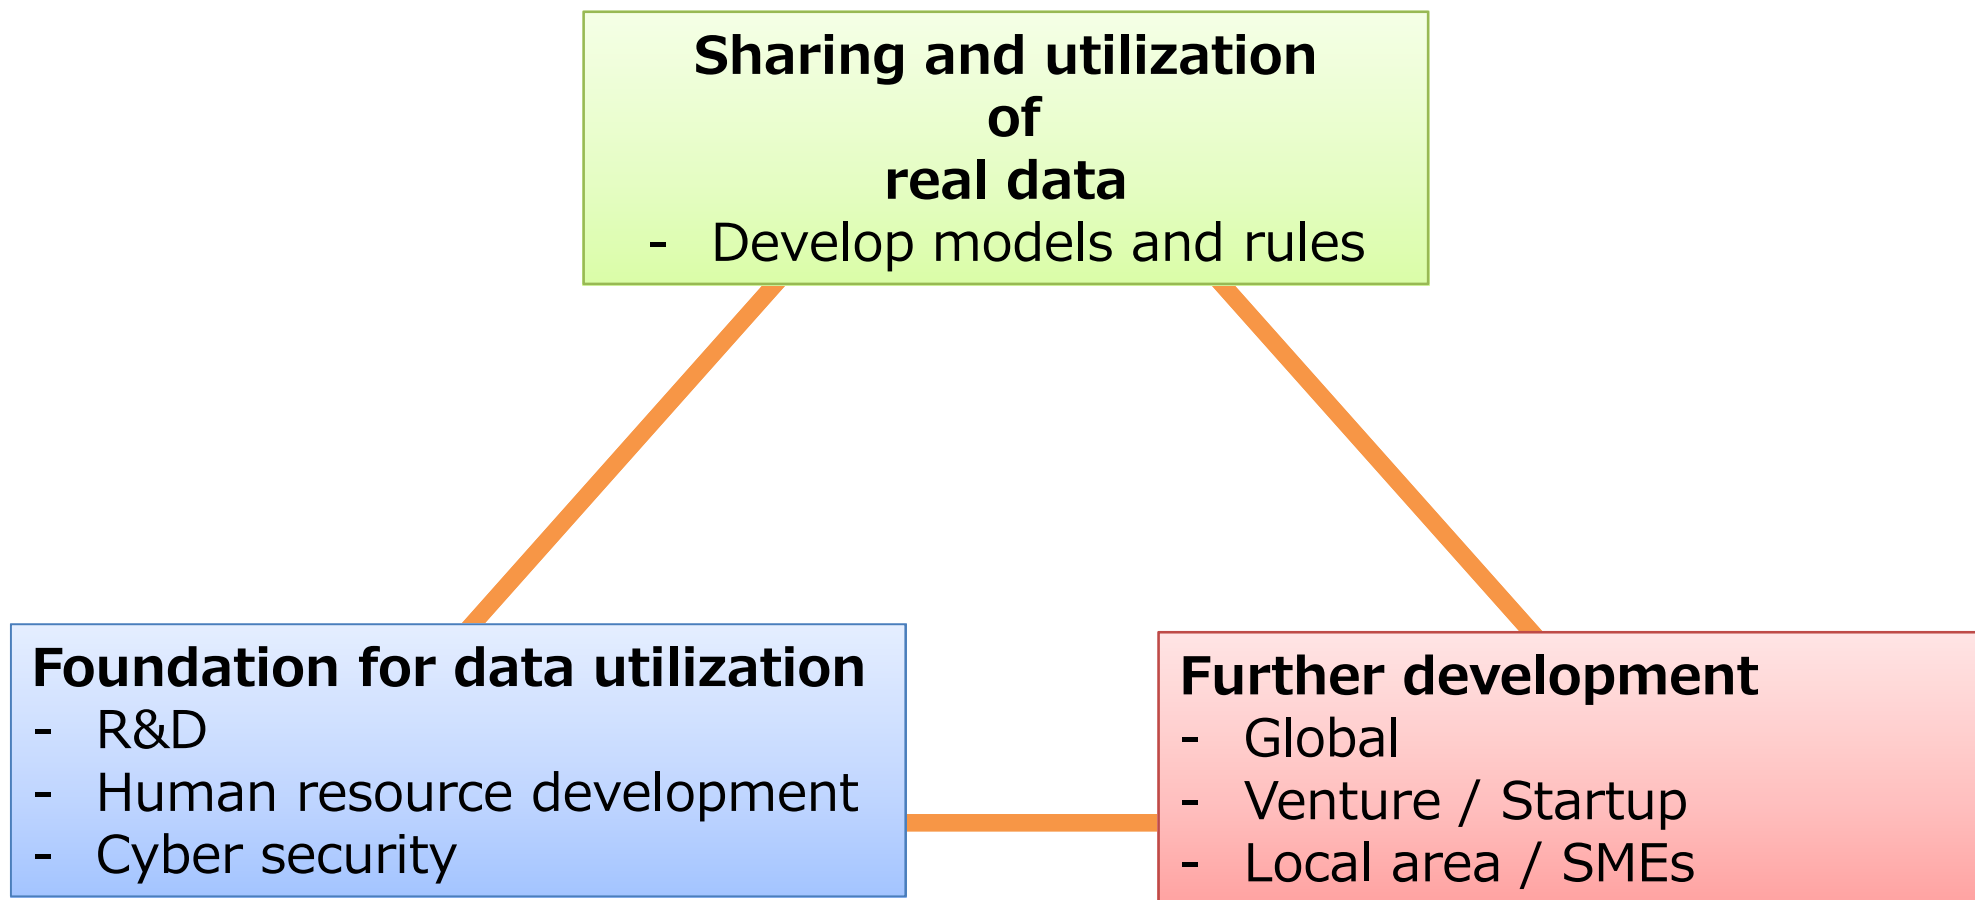 Sharing and utilization
of
real data
- Develop models and rules
Foundation for data utilization
- R&D
- Human resource development
- Cyber security
Further development
- Global
- Venture / Startup
- Local area / SMEs